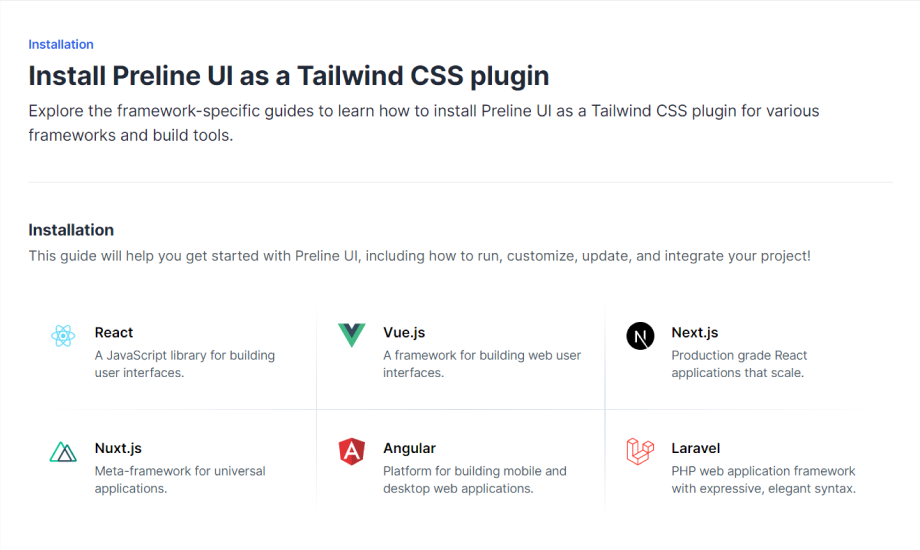 Installation
Install Preline UI as a Tailwind CSS plugin
Explore the framework-specific guides to learn how to install Preline UI as a Tailwind CSS plugin for various
frameworks and build tools.
Installation
This guide will help you get started with Preline UI, including how to run, customize, update, and integrate your project!
React
A JavaScript library for building
user interfaces.
Vue.js
A framework for building web user
interfaces.
Next.js
Production grade React
applications that scale.
Nuxt.js
Meta-framework for universal
applications.
Angular
Platform for building mobile and
desktop web applications.
Laravel
PHP web application framework
with expressive, elegant syntax.